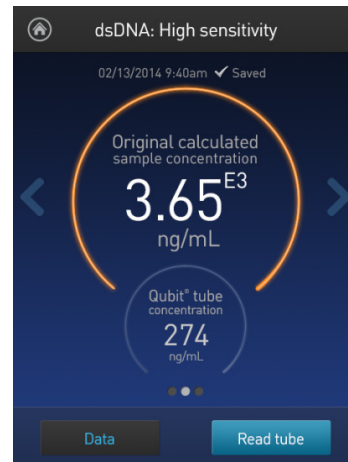 dsDNA: High sensitivity
02/13/2014 9:40am ✔ Saved
Original calculated
sample concentration
3.65E3
ng/mL
Qubit® tube
concentration
274
ng/mL
Data Read tube